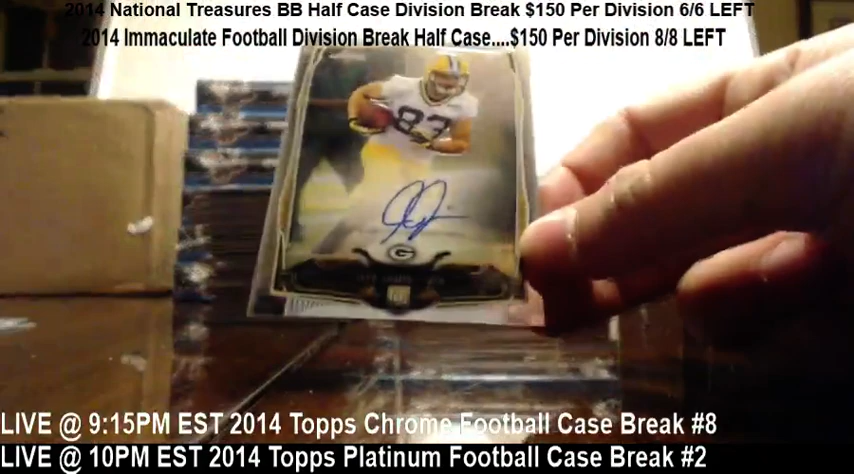 2014 National Treasures BB Half Case Division Break $150 Per Division 6/6 LEFT
2014 Immaculate Football Division Break Half Case....$150 Per Division 8/8 LEFT
83
G
LIVE @ 9:15PM EST 2014 Topps Chrome Football Case Break #8
LIVE @ 10PM EST 2014 Topps Platinum Football Case Break #2